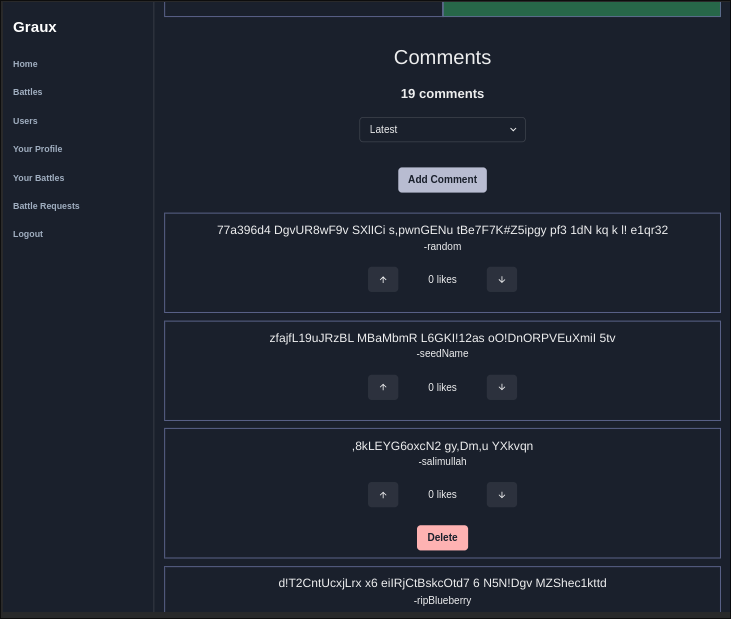 Graux
Home
Battles
Users
Your Profile
Your Battles
Battle Requests
Logout
Comments
19 comments
Latest
Add Comment
77a396d4 DgvUR8wF9v SXlICi s,pwnGENu tBe7F7K#Z5ipgy pf3 1dN kq k l! e1qr32
-random
0 likes
zfajfL19uJRzBL MBaMbmR L6GKI!12as oO!DnORPVEuXmiI 5tv
-seedName
0 likes
,8kLEYG6oxcN2 gy,Dm,u YXkvqn
-salimullah
0 likes
Delete
d!T2CntUcxjLrx x6 eiIRjCtBskcOtd7 6 N5N!Dgv MZShec1kttd
-ripBlueberry